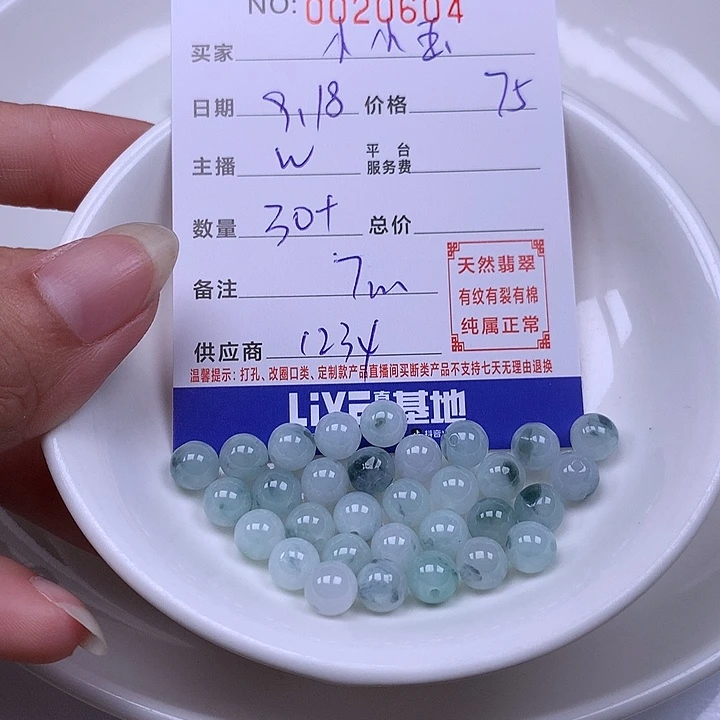 NO: 0020604
买家 小小玉
日期 8.18 价格 75
主播 W 平台服务费
数量 30+ 总价
备注 7m
供应商 1234
天然翡翠
有纹有裂有棉
纯属正常
温馨提示：打孔、改圈口类、定制款产品直播间买断类产品不支持七天无理由退换
基地
抖音